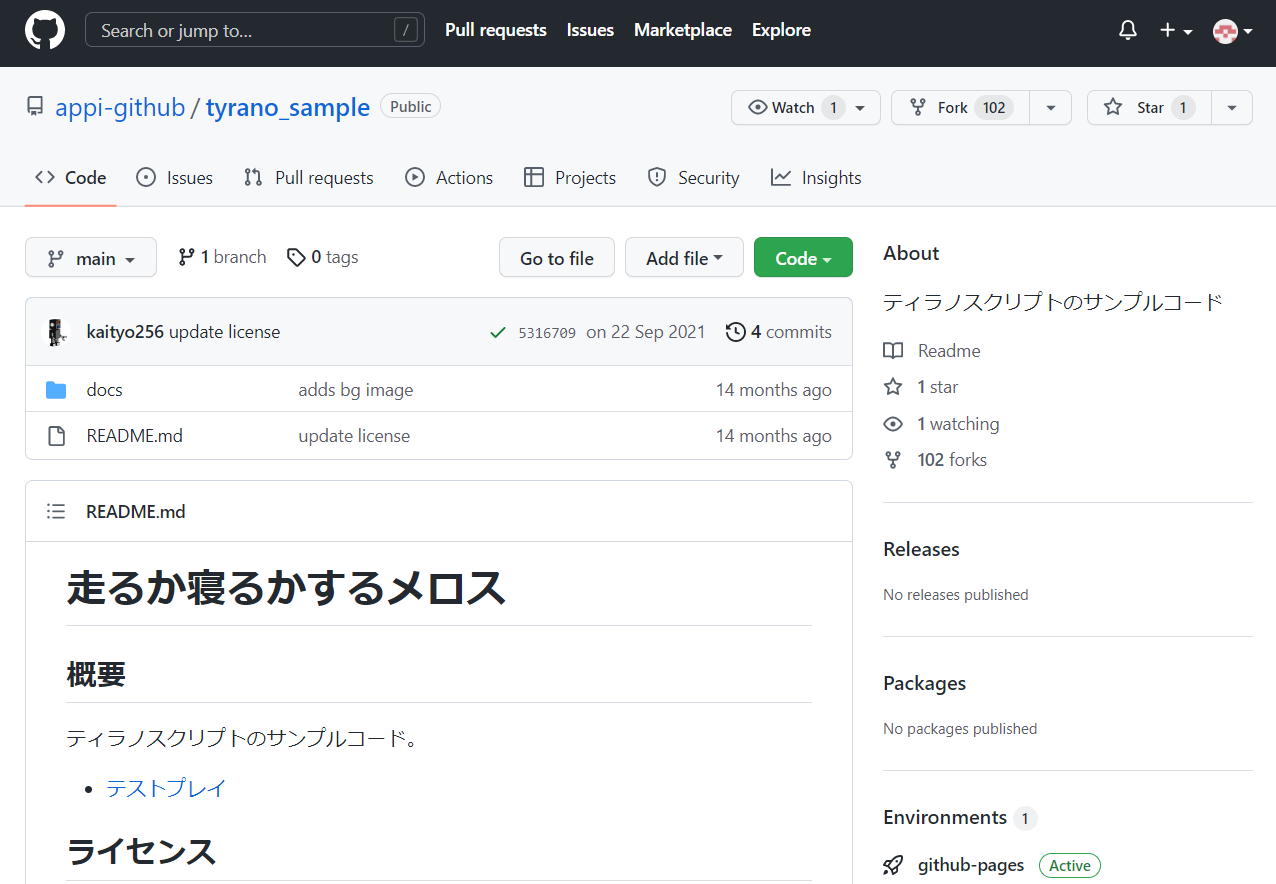 Search or jump to... /
Pull requests Issues Marketplace Explore
appi-github / tyrano_sample Public
Watch 1 Fork 102 Star 1
Code Issues Pull requests Actions Projects Security Insights
main 1 branch 0 tags Go to file Add file Code
kaityo256 update license 5316709 on 22 Sep 2021 4 commits
docs adds bg image 14 months ago
README.md update license 14 months ago
README.md
走るか寝るかするメロス
概要
ティラノスクリプトのサンプルコード。
テストプレイ
ライセンス
About
ティラノスクリプトのサンプルコード
Readme
1 star
1 watching
102 forks
Releases
No releases published
Packages
No packages published
Environments 1
github-pages Active